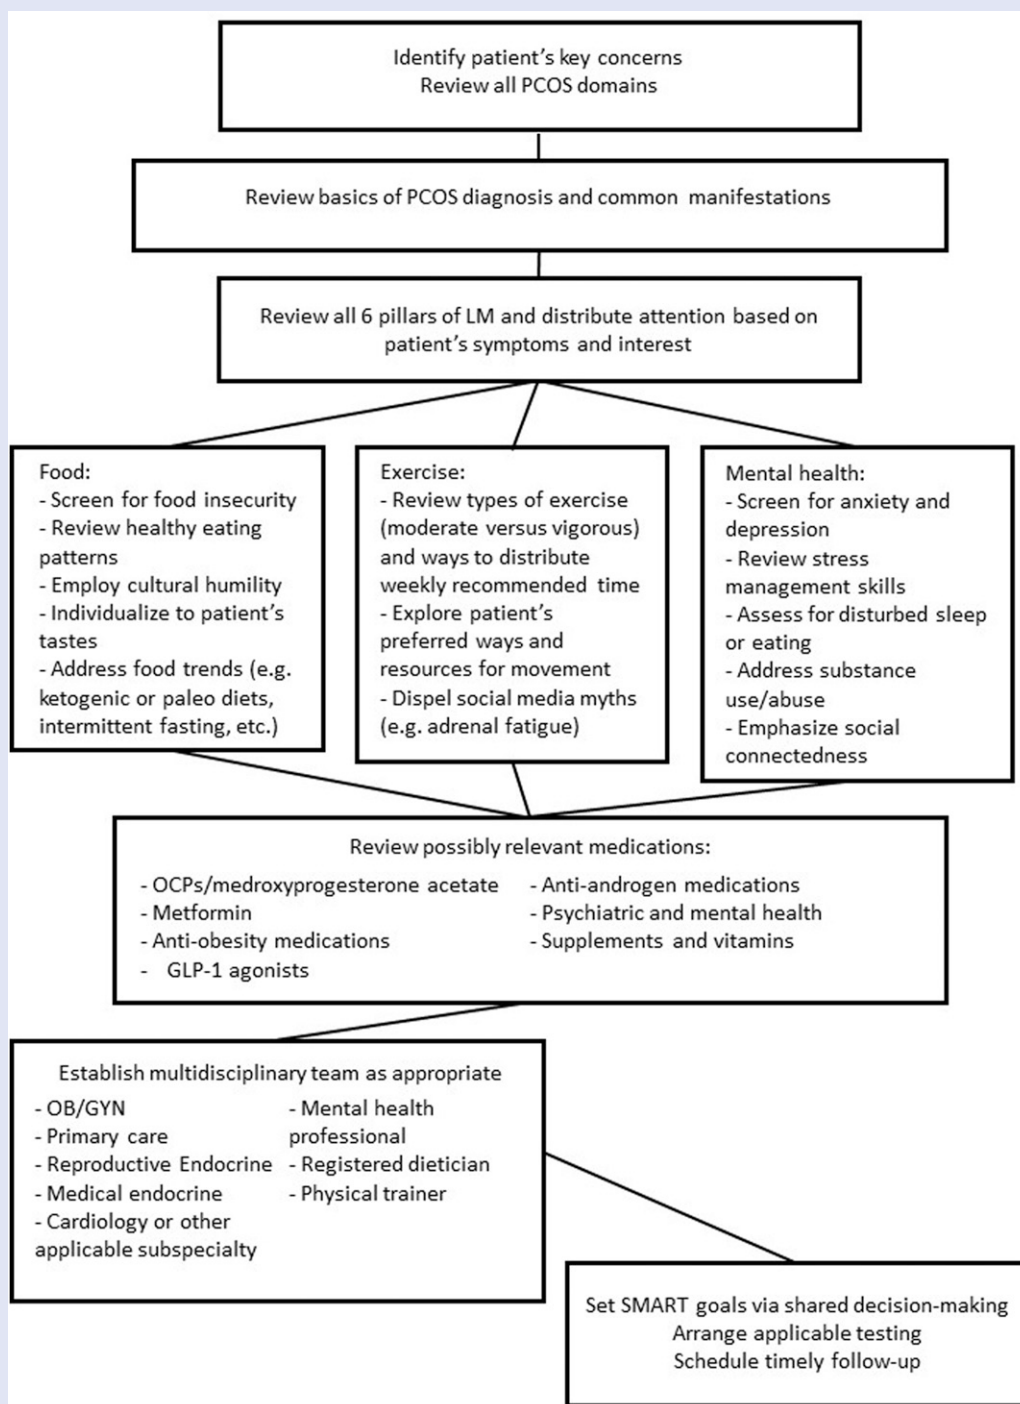 Identify patient's key concerns
Review all PCOS domains
Review basics of PCOS diagnosis and common manifestations
Review all 6 pillars of LM and distribute attention based on
patient's symptoms and interest
Food:
- Screen for food insecurity
- Review healthy eating
patterns
- Employ cultural humility
- Individualize to patient's
tastes
- Address food trends (e.g.
ketogenic or paleo diets,
intermittent fasting, etc.)
Exercise:
- Review types of exercise
(moderate versus vigorous)
and ways to distribute
weekly recommended time
- Explore patient's
preferred ways and
resources for movement
- Dispel social media myths
(e.g. adrenal fatigue)
Mental health:
- Screen for anxiety and
depression
- Review stress
management skills
- Assess for disturbed sleep
or eating
- Address substance
use/abuse
- Emphasize social
connectedness
Review possibly relevant medications:
- OCPs/medroxyprogesterone acetate
- Metformin
- Anti-obesity medications
- GLP-1 agonists
- Anti-androgen medications
- Psychiatric and mental health
- Supplements and vitamins
Establish multidisciplinary team as appropriate
- OB/GYN
- Primary care
- Reproductive Endocrine
- Medical endocrine
- Cardiology or other
applicable subspecialty
- Mental health
professional
- Registered dietician
- Physical trainer
Set SMART goals via shared decision-making
Arrange applicable testing
Schedule timely follow-up